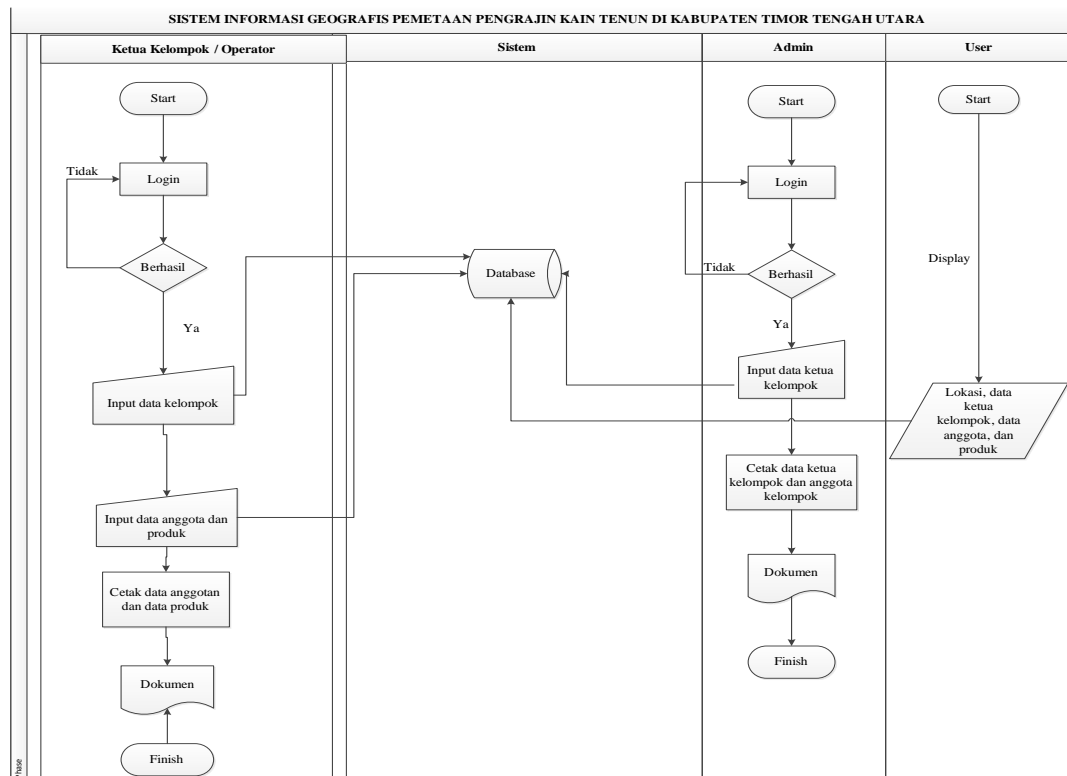 SISTEM INFORMASI GEOGRAFIS PEMETAAN PENGRAJIN KAIN TENUN DI KABUPATEN TIMOR TENGAH UTARA
Ketua Kelompok / Operator
Sistem
Admin
User
Start
Tidak
Login
Berhasil
Ya
Input data kelompok
Input data anggota dan
produk
Cetak data anggotan
dan data produk
Dokumen
Finish
Database
Start
Login
Tidak
Berhasil
Ya
Input data ketua
kelompok
Cetak data ketua
kelompok dan anggota
kelompok
Dokumen
Finish
Start
Display
Lokasi, data
ketua
kelompok, data
anggota, dan
produk
Phase